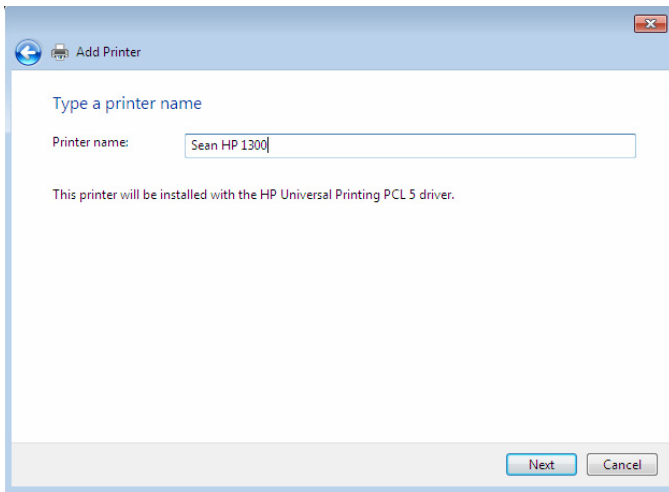 Add Printer
Type a printer name
Printer name: Sean HP 1300
This printer will be installed with the HP Universal Printing PCL 5 driver.
Next Cancel